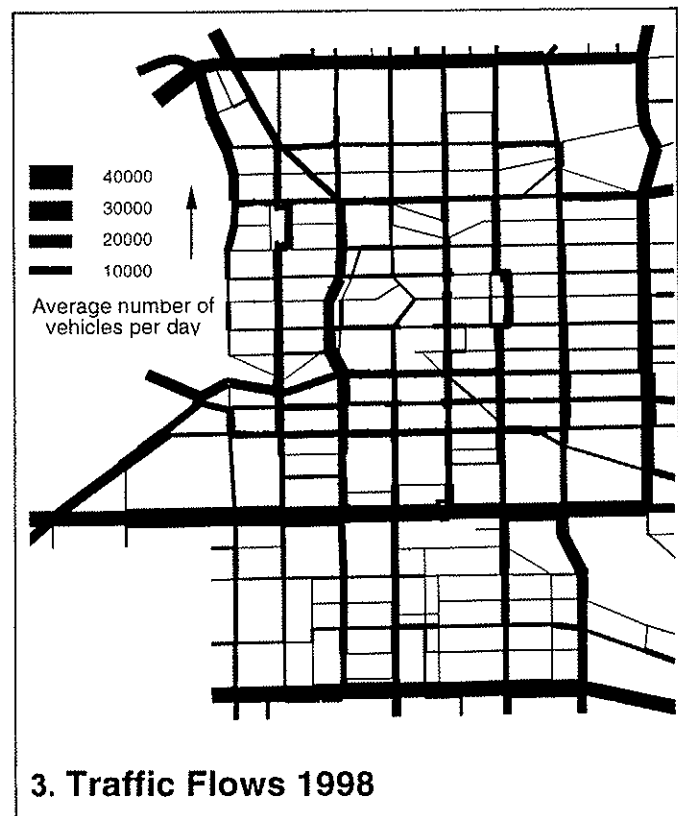 40000
30000
20000
10000
Average number of
vehicles per day
3. Traffic Flows 1998